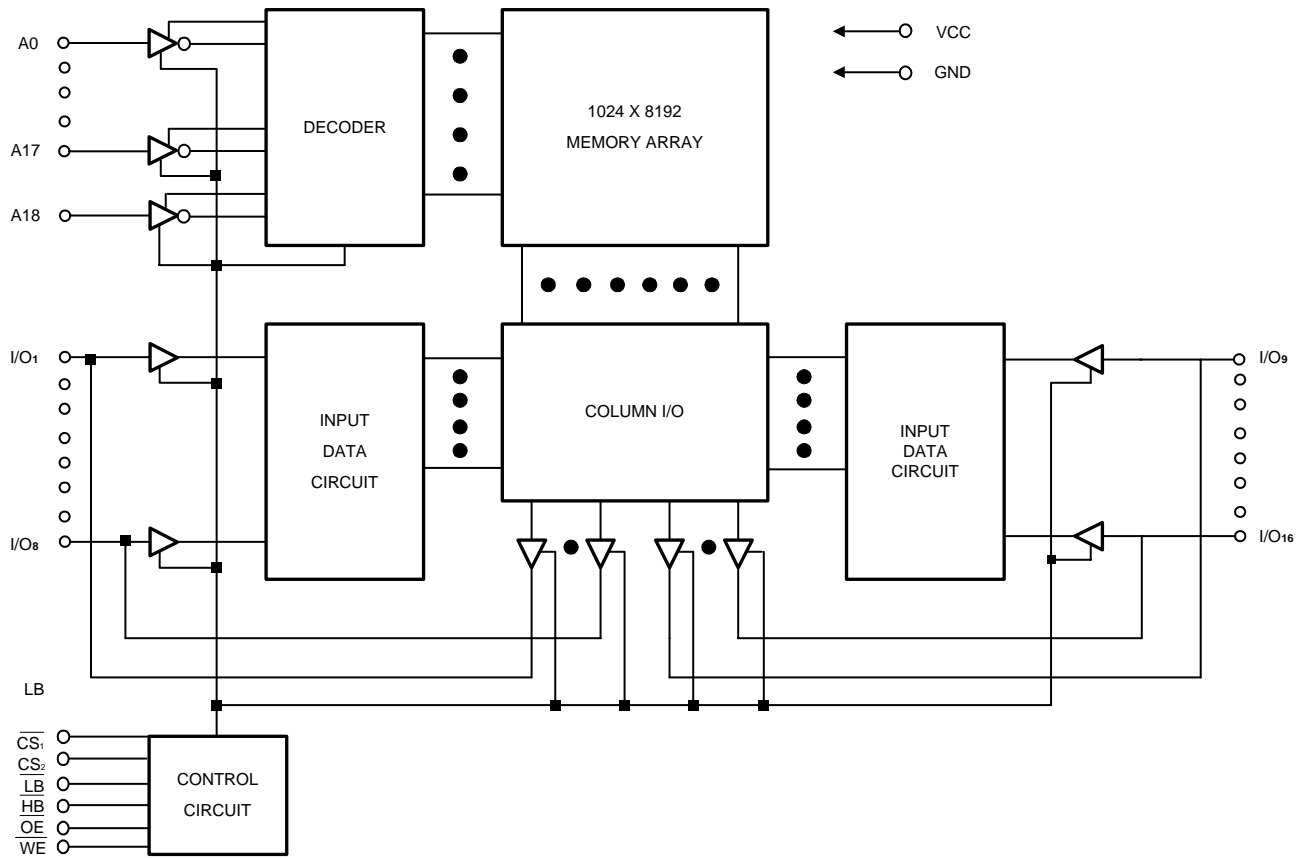 A0
A17
A18
DECODER
1024 X 8192
MEMORY ARRAY
VCC
GND
I/O1
I/O8
INPUT
DATA
CIRCUIT
COLUMN I/O
INPUT
DATA
CIRCUIT
I/O9
I/O16
LB
CS1
CS2
LB
HB
OE
WE
CONTROL
CIRCUIT